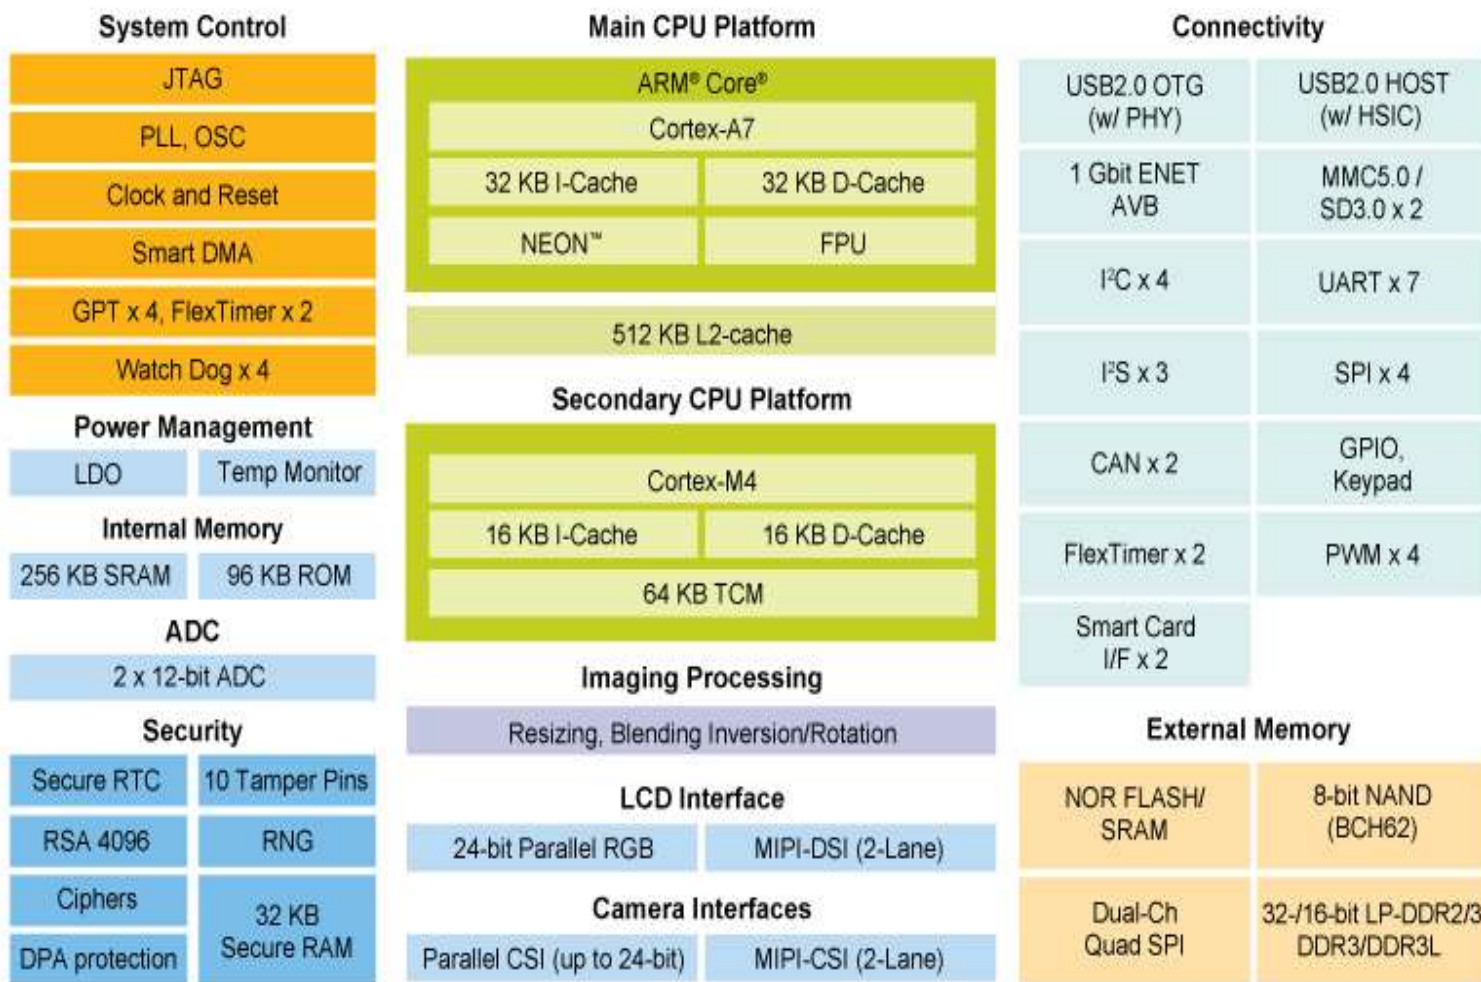 System Control
JTAG
PLL, OSC
Clock and Reset
Smart DMA
GPT x 4, FlexTimer x 2
Watch Dog x 4
Power Management
LDO
Temp Monitor
Internal Memory
256 KB SRAM
96 KB ROM
ADC
2 x 12-bit ADC
Security
Secure RTC
10 Tamper Pins
RSA 4096
RNG
Ciphers
32 KB
Secure RAM
DPA protection
Main CPU Platform
ARM® Core®
Cortex-A7
32 KB I-Cache
32 KB D-Cache
NEON™
FPU
512 KB L2-cache
Secondary CPU Platform
Cortex-M4
16 KB I-Cache
16 KB D-Cache
64 KB TCM
Imaging Processing
Resizing, Blending Inversion/Rotation
LCD Interface
24-bit Parallel RGB
MIPI-DSI (2-Lane)
Camera Interfaces
Parallel CSI (up to 24-bit)
MIPI-CSI (2-Lane)
Connectivity
USB2.0 OTG
(w/ PHY)
USB2.0 HOST
(w/ HSIC)
1 Gbit ENET
AVB
MMC5.0 /
SD3.0 x 2
I²C x 4
UART x 7
I²S x 3
SPI x 4
CAN x 2
GPIO,
Keypad
FlexTimer x 2
PWM x 4
Smart Card
I/F x 2
External Memory
NOR FLASH/
SRAM
8-bit NAND
(BCH62)
Dual-Ch
Quad SPI
32-/16-bit LP-DDR2/3
DDR3/DDR3L